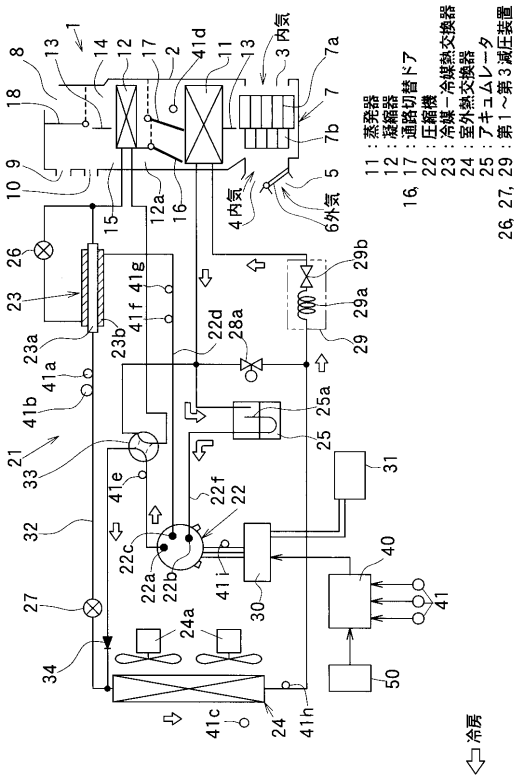 1
8
13
14
12
17
2
41d
11
13
3 内気
7a
7
7b
18
9
10
15
12a
16
4 内気
5
6 外気
26
23
23a
23b
41g
41f
22d
28a
29b
29a
29
41a
41b
21
33
41e
25a
25
32
22c
22a
22b
22f
22
41i
30
31
27
34
24a
40
41
50
41c
24
41h
冷房
11 : 蒸発器
12 : 凝縮器
16, 17 : 通路切替ドア
22 : 圧縮機
23 : 冷媒－冷媒熱交換器
24 : 室外熱交換器
25 : アキュムレータ
26, 27, 29 : 第1～第3減圧装置